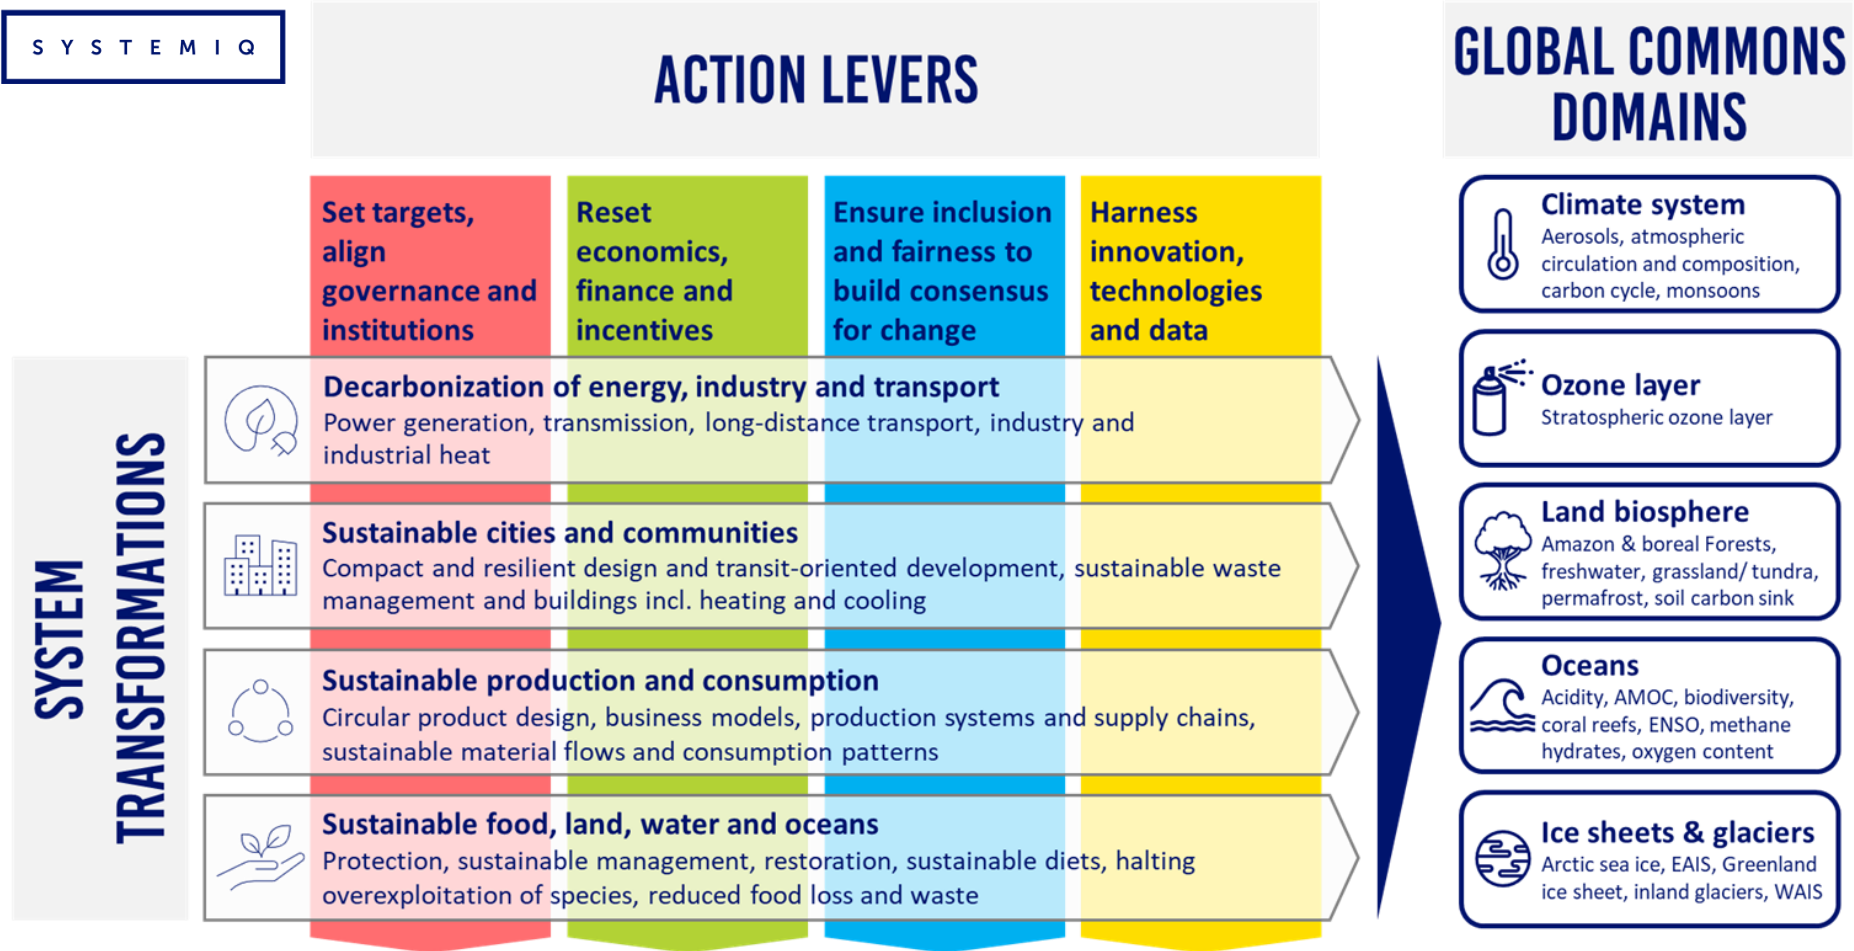 SYSTEMIQ
ACTION LEVERS
GLOBAL COMMONS
DOMAINS
Set targets,
align
governance and
institutions
Reset
economics,
finance and
incentives
Ensure inclusion
and fairness to
build consensus
for change
Harness
innovation,
technologies
and data
SYSTEM
TRANSFORMATIONS
Decarbonization of energy, industry and transport
Power generation, transmission, long-distance transport, industry and
industrial heat
Sustainable cities and communities
Compact and resilient design and transit-oriented development, sustainable waste
management and buildings incl. heating and cooling
Sustainable production and consumption
Circular product design, business models, production systems and supply chains,
sustainable material flows and consumption patterns
Sustainable food, land, water and oceans
Protection, sustainable management, restoration, sustainable diets, halting
overexploitation of species, reduced food loss and waste
Climate system
Aerosols, atmospheric
circulation and composition,
carbon cycle, monsoons
Ozone layer
Stratospheric ozone layer
Land biosphere
Amazon & boreal Forests,
freshwater, grassland/ tundra,
permafrost, soil carbon sink
Oceans
Acidity, AMOC, biodiversity,
coral reefs, ENSO, methane
hydrates, oxygen content
Ice sheets & glaciers
Arctic sea ice, EAIS, Greenland
ice sheet, inland glaciers, WAIS